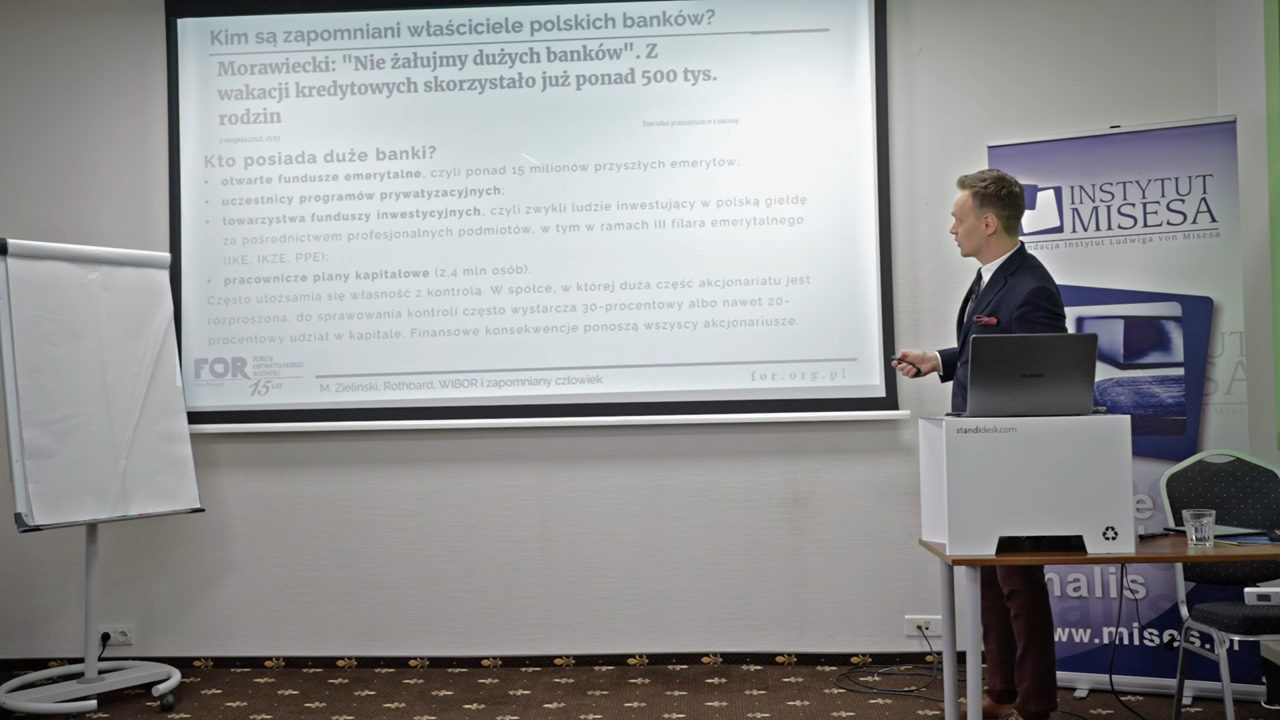 Kim są zapomniani właściciele polskich banków?
Morawiecki: "Nie żałujmy dużych banków". Z
wakacji kredytowych skorzystało już ponad 500 tys.
rodzin
Kto posiada duże banki?
• otwarte fundusze emerytalne, czyli ponad 15 milionów przyszłych emerytów;
• uczestnicy programów prywatyzacyjnych;
• towarzystwa funduszy inwestycyjnych, czyli zwykli ludzie inwestujący w polską giełdę
za pośrednictwem profesjonalnych podmiotów, w tym w ramach III filara emerytalnego
(IKE, IKZE, PPE);
• pracownicze plany kapitałowe (2,4 mln osób).
Często utożsamia się własność z kontrolą. W spółce, w której duża część akcjonariatu jest
rozproszona, do sprawowania kontroli często wystarcza 30-procentowy albo nawet 20-
procentowy udział w kapitale. Finansowe konsekwencje ponoszą wszyscy akcjonariusze.
FOR FORUM
OBYWATELSKIEGO
ROZWOJU
15 LAT
M. Zieliński, Rothbard, WIBOR i zapomniany człowiek
for.org.pl
INSTYTUT
MISESA
undacja Instytut Ludwiga von Misesa
standidesk.com
nalis
ww.mises.pl